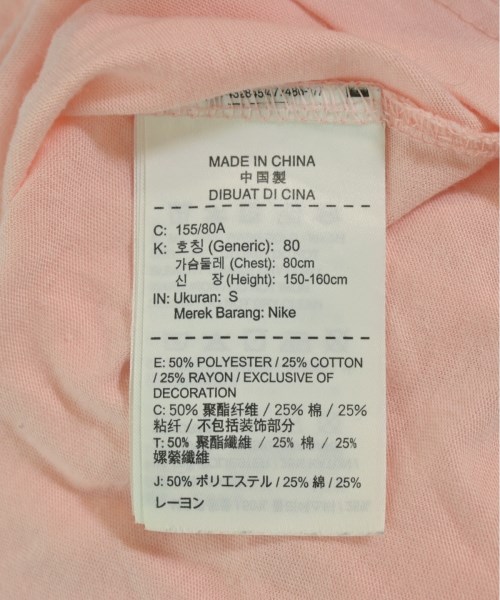 MADE IN CHINA
中国製
DIBUAT DI CINA
C: 155/80A
K: 호칭 (Generic): 80
가슴둘레 (Chest): 80cm
신 장 (Height): 150-160cm
IN: Ukuran: S
Merek Barang: Nike
E: 50% POLYESTER / 25% COTTON
/ 25% RAYON / EXCLUSIVE OF
DECORATION
C: 50% 聚酯纤维 / 25% 棉 / 25%
粘纤 / 不包括装饰部分
T: 50% 聚酯纖維 / 25% 棉 / 25%
嫘縈纖維
J: 50% ポリエステル / 25% 綿 / 25%
レーヨン